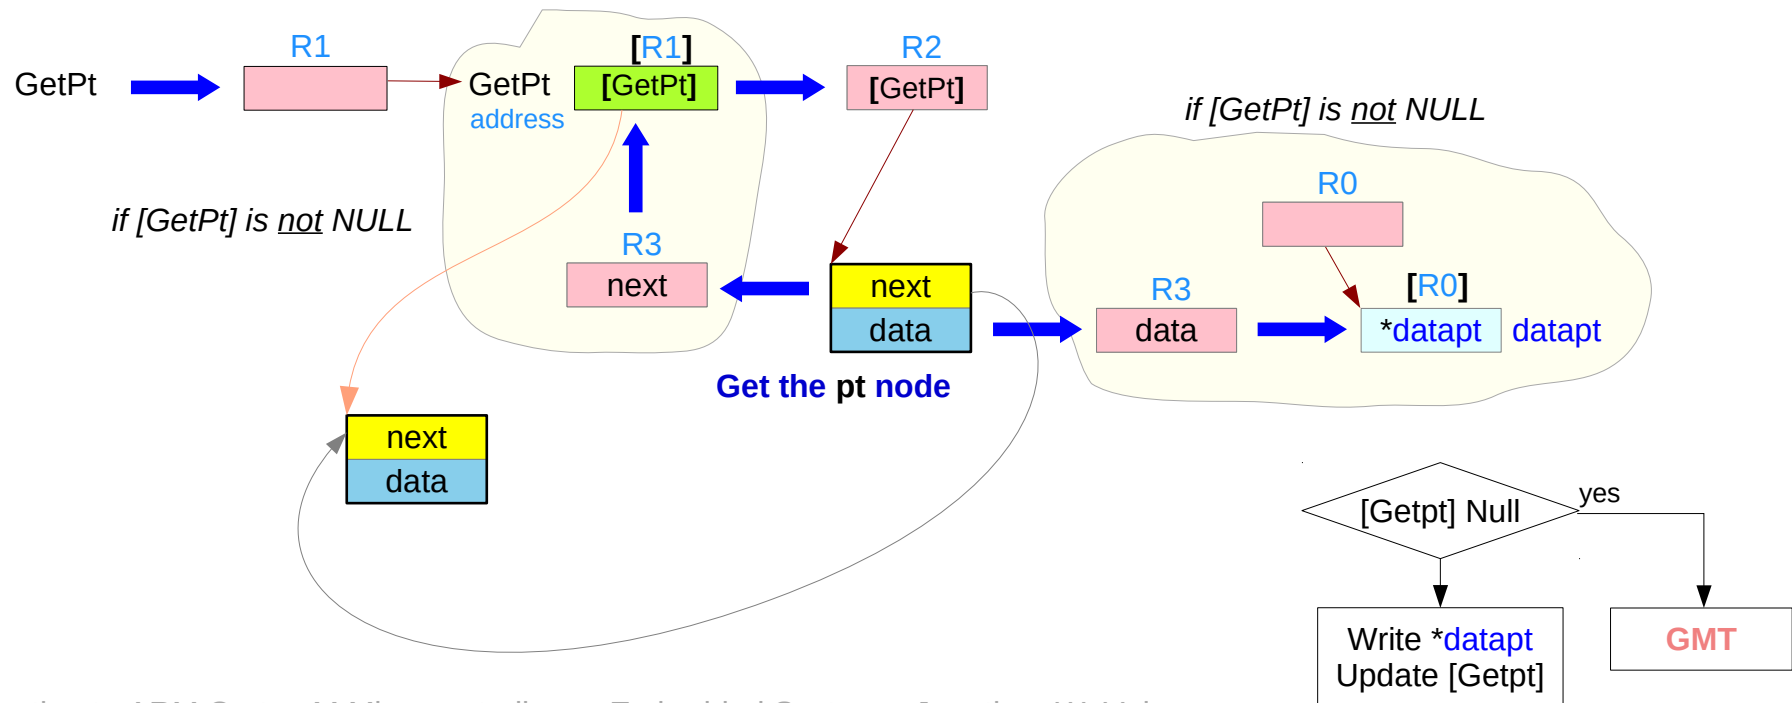 GetPt
R1
GetPt
address
[R1]
[GetPt]
R2
[GetPt]
if [GetPt] is not NULL
if [GetPt] is not NULL
R3
next
next
data
Get the pt node
R3
data
R0
[R0]
*datapt datapt
next
data
[Getpt] Null
yes
Write *datapt
Update [Getpt]
GMT